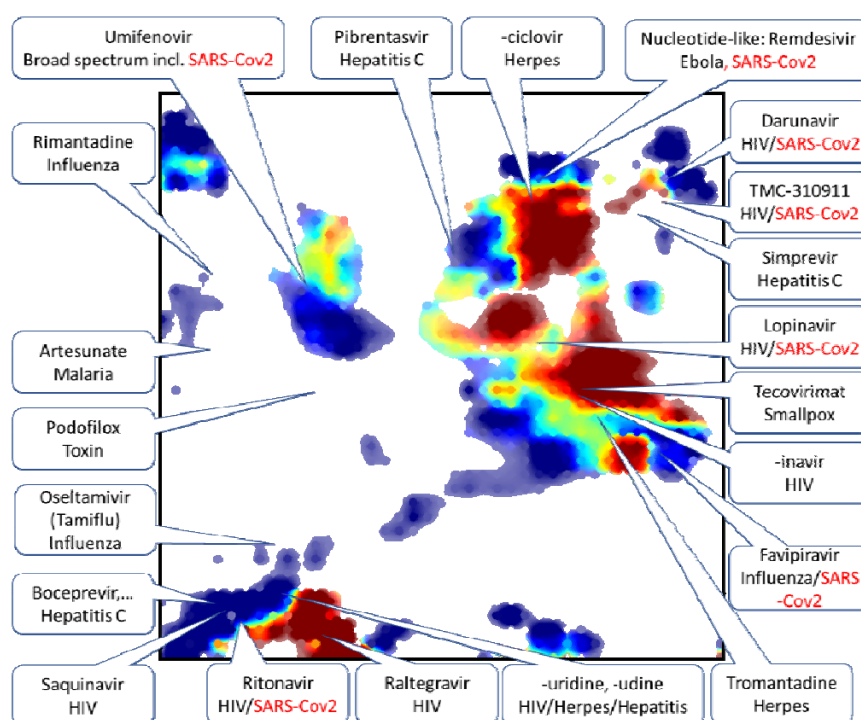 Umifenovir
Broad spectrum incl. SARS-Cov2
Pibrentasvir
Hepatitis C
-ciclovir
Herpes
Nucleotide-like: Remdesivir
Ebola, SARS-Cov2
Rimantadine
Influenza
Darunavir
HIV/SARS-Cov2
TMC-310911
HIV/SARS-Cov2
Simprevir
Hepatitis C
Artesunate
Malaria
Lopinavir
HIV/SARS-Cov2
Tecovirimat
Smallpox
Podofilox
Toxin
-inavir
HIV
Oseltamivir
(Tamiflu)
Influenza
Favipiravir
Influenza/SARS
-Cov2
Boceprevir,...
Hepatitis C
Saquinavir
HIV
Ritonavir
HIV/SARS-Cov2
Raltegravir
HIV
-uridine, -udine
HIV/Herpes/Hepatitis
Tromantadine
Herpes